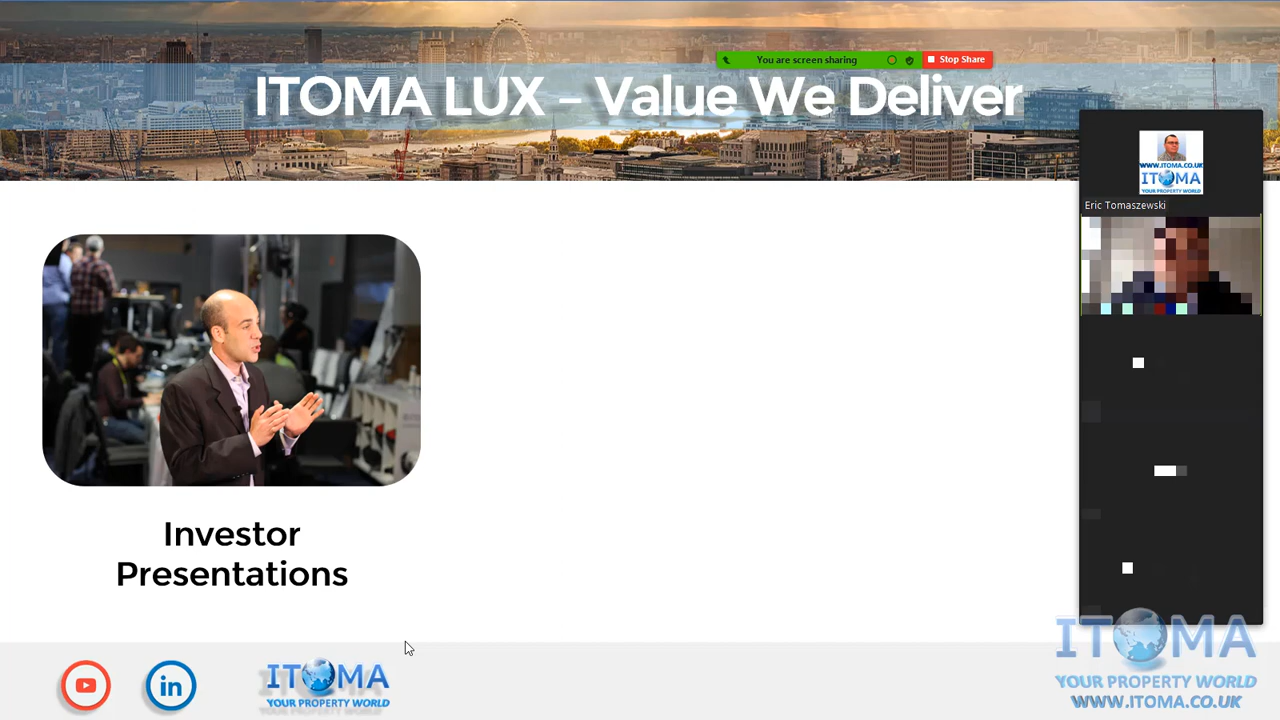 You are screen sharing
Stop Share
ITOMA LUX – Value We Deliver
WWW.ITOMA.CO.UK
ITOMA
YOUR PROPERTY WORLD
Eric Tomaszewski
Investor
Presentations
in
ITOMA
YOUR PROPERTY WORLD
ITOMA
YOUR PROPERTY WORLD
WWW.ITOMA.CO.UK